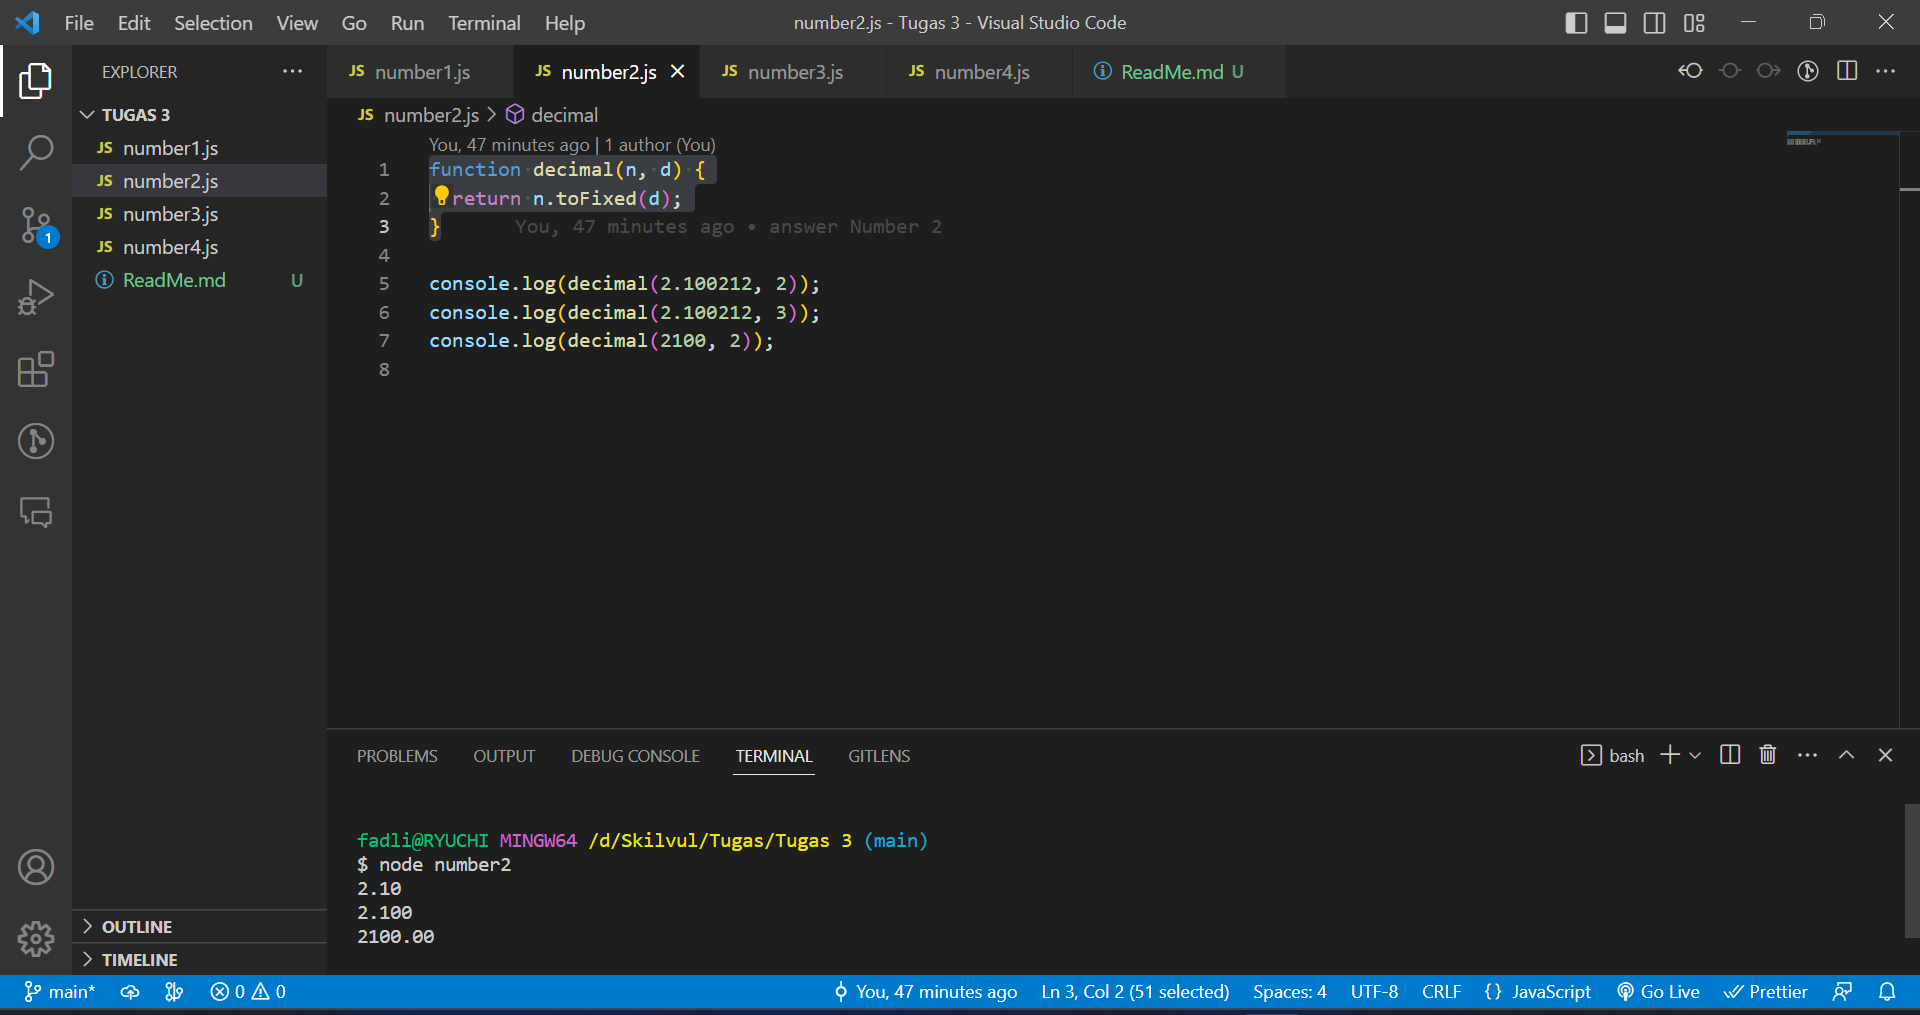 File Edit Selection View Go Run Terminal Help
number2.js - Tugas 3 - Visual Studio Code
EXPLORER
TUGAS 3
JS number1.js
JS number2.js
JS number3.js
JS number4.js
ReadMe.md U
OUTLINE
TIMELINE
1
JS number1.js JS number2.js JS number3.js JS number4.js ReadMe.md U
JS number2.js > decimal
You, 47 minutes ago | 1 author (You)
1 function decimal(n, d) {
2 return n.toFixed(d);
3 } You, 47 minutes ago • answer Number 2
4
5 console.log(decimal(2.100212, 2));
6 console.log(decimal(2.100212, 3));
7 console.log(decimal(2100, 2));
8
PROBLEMS OUTPUT DEBUG CONSOLE TERMINAL GITLENS
bash
fadli@RYUCHI MINGW64 /d/Skilvul/Tugas/Tugas 3 (main)
$ node number2
2.10
2.100
2100.00
main* 0 0 You, 47 minutes ago Ln 3, Col 2 (51 selected) Spaces: 4 UTF-8 CRLF {} JavaScript Go Live Prettier